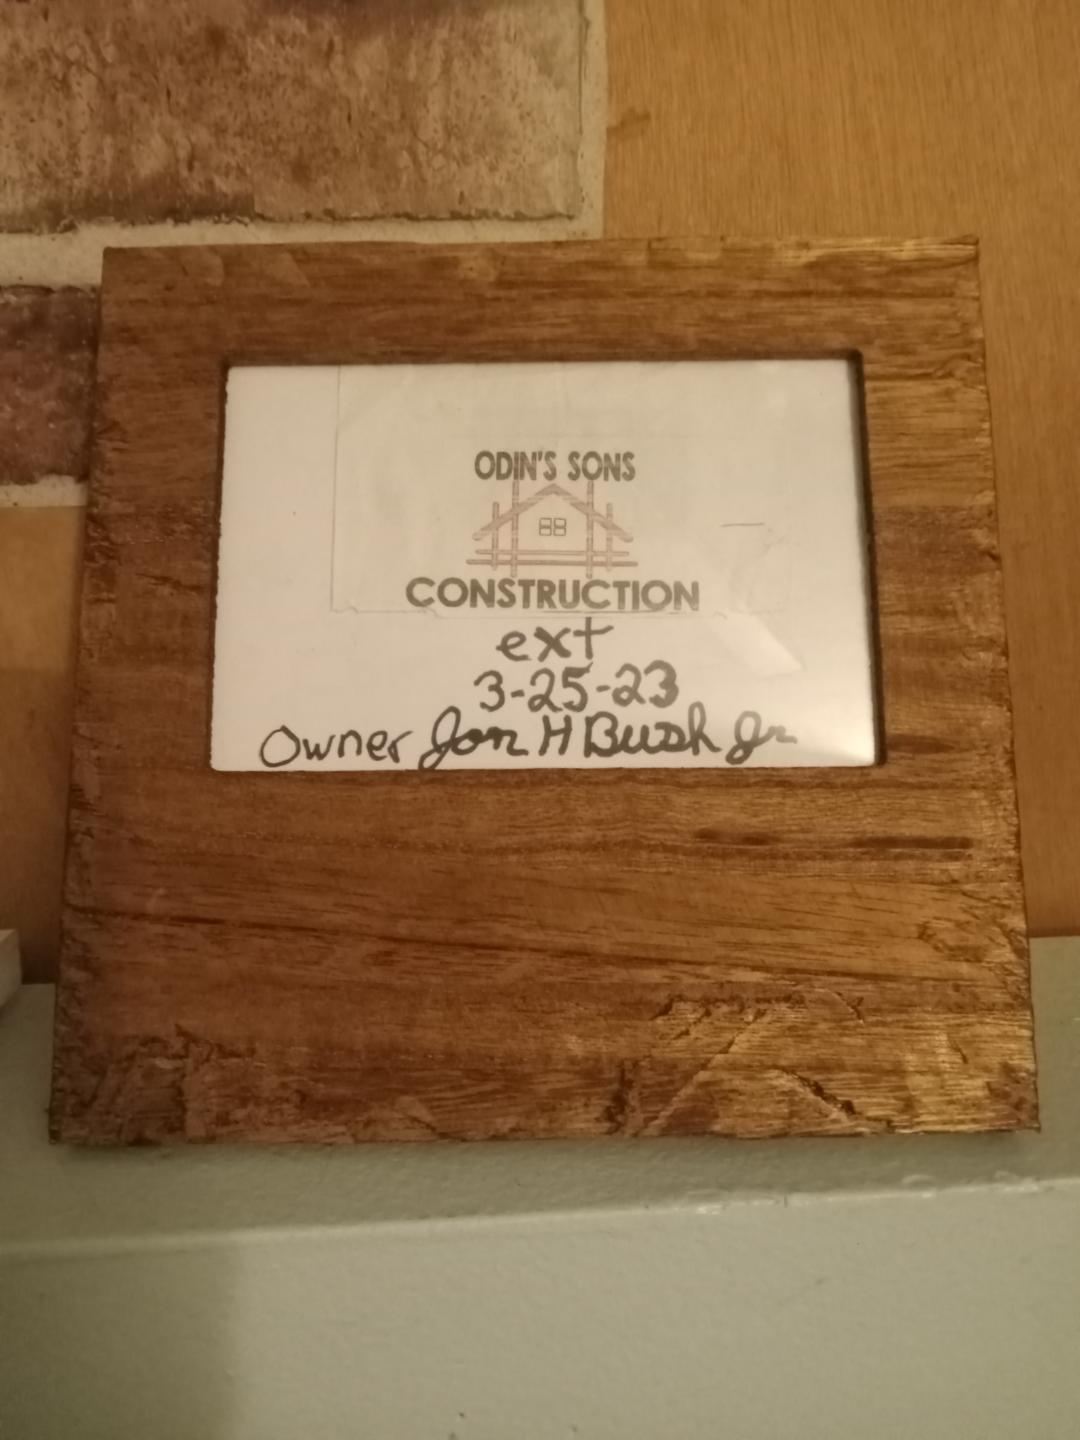 ODIN'S SONS
CONSTRUCTION
ext
3-25-23
Owner Jon H Bush Jr